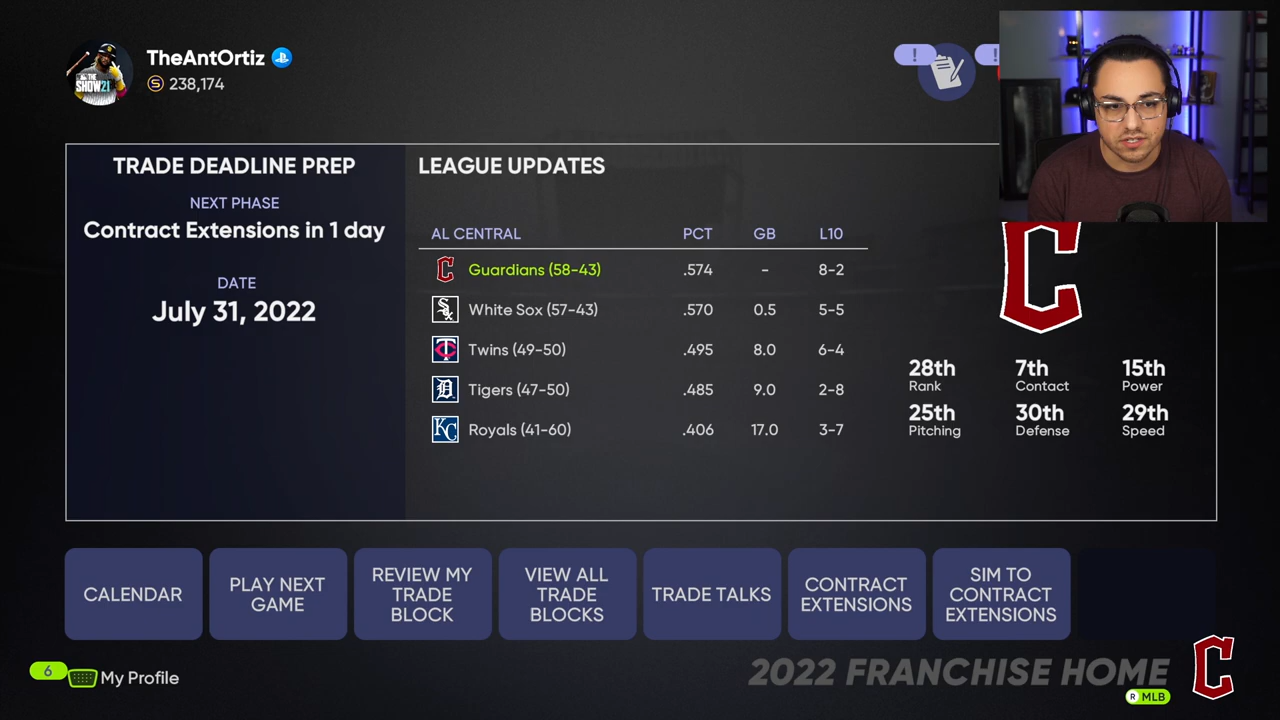 TheAntOrtiz
238,174
THE
SHOW21
!
!
TRADE DEADLINE PREP
NEXT PHASE
Contract Extensions in 1 day
DATE
July 31, 2022
LEAGUE UPDATES
AL CENTRAL PCT GB L10
Guardians (58-43) .574 - 8-2
White Sox (57-43) .570 0.5 5-5
Twins (49-50) .495 8.0 6-4
Tigers (47-50) .485 9.0 2-8
Royals (41-60) .406 17.0 3-7
28th 7th 15th
Rank Contact Power
25th 30th 29th
Pitching Defense Speed
CALENDAR
PLAY NEXT
GAME
REVIEW MY
TRADE
BLOCK
VIEW ALL
TRADE
BLOCKS
TRADE TALKS
CONTRACT
EXTENSIONS
SIM TO
CONTRACT
EXTENSIONS
6 My Profile
2022 FRANCHISE HOME
R MLB